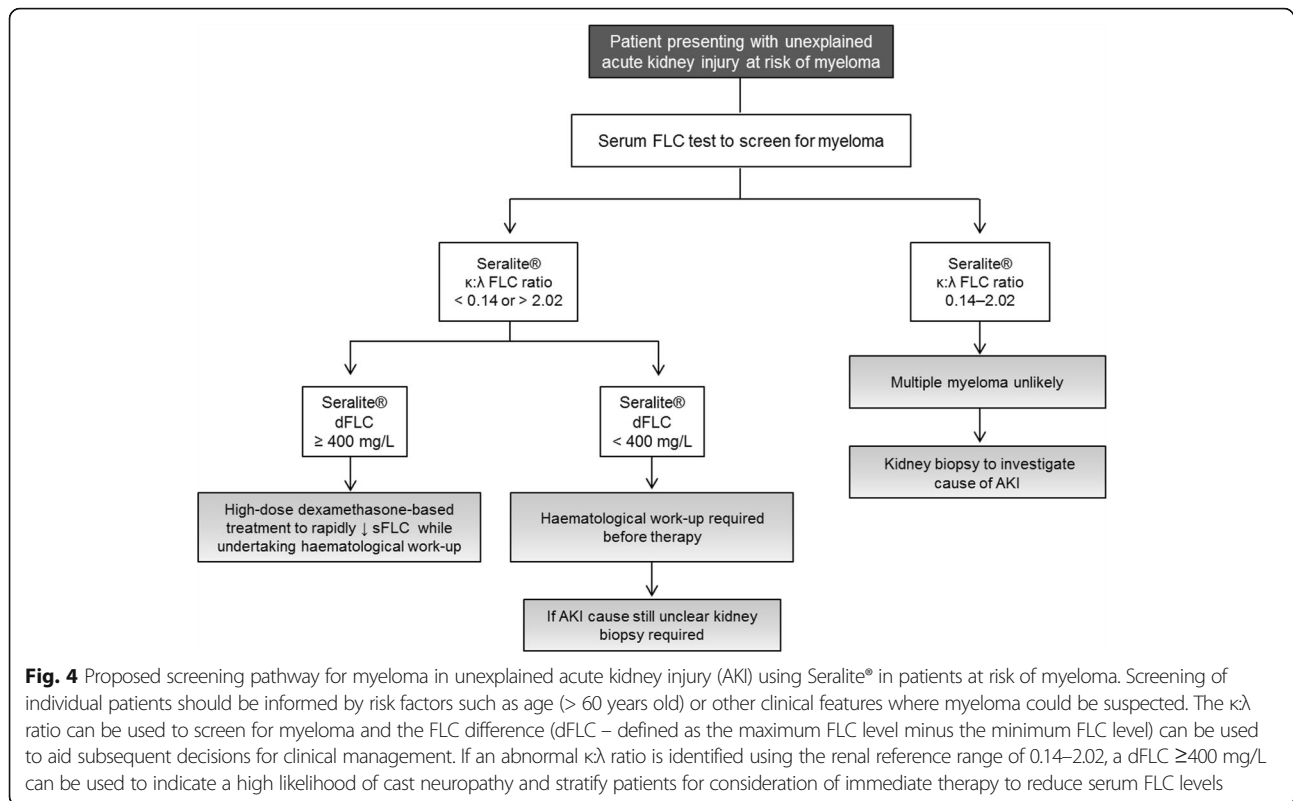 Patient presenting with unexplained
acute kidney injury at risk of myeloma
Serum FLC test to screen for myeloma
Seralite®
κ:λ FLC ratio
< 0.14 or > 2.02
Seralite®
κ:λ FLC ratio
0.14–2.02
Seralite®
dFLC
≥ 400 mg/L
Seralite®
dFLC
< 400 mg/L
Multiple myeloma unlikely
Kidney biopsy to investigate
cause of AKI
High-dose dexamethasone-based
treatment to rapidly ↓ sFLC while
undertaking haematological work-up
Haematological work-up required
before therapy
If AKI cause still unclear kidney
biopsy required
Fig. 4 Proposed screening pathway for myeloma in unexplained acute kidney injury (AKI) using Seralite® in patients at risk of myeloma. Screening of
individual patients should be informed by risk factors such as age (> 60 years old) or other clinical features where myeloma could be suspected. The κ:λ
ratio can be used to screen for myeloma and the FLC difference (dFLC – defined as the maximum FLC level minus the minimum FLC level) can be used
to aid subsequent decisions for clinical management. If an abnormal κ:λ ratio is identified using the renal reference range of 0.14–2.02, a dFLC ≥400 mg/L
can be used to indicate a high likelihood of cast neuropathy and stratify patients for consideration of immediate therapy to reduce serum FLC levels